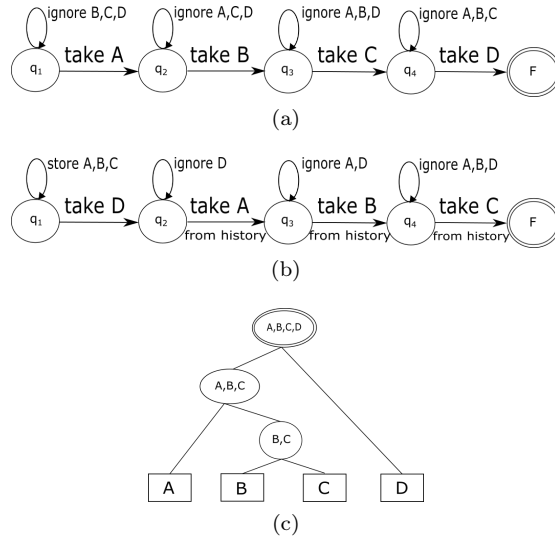 ignore B,C,D ignore A,C,D ignore A,B,D ignore A,B,C
take A take B take C take D
q1 q2 q3 q4 F
(a)
store A,B,C ignore D ignore A,D ignore A,B,D
take D take A take B take C
from history from history from history
q1 q2 q3 q4 F
(b)
A,B,C,D
A,B,C
B,C
A B C D
(c)